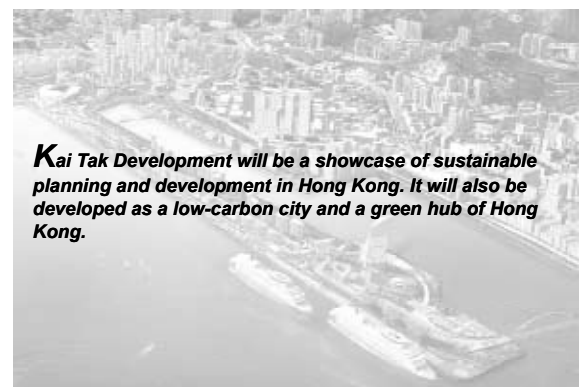 Kai Tak Development will be a showcase of sustainable
planning and development in Hong Kong. It will also be
developed as a low-carbon city and a green hub of Hong
Kong.